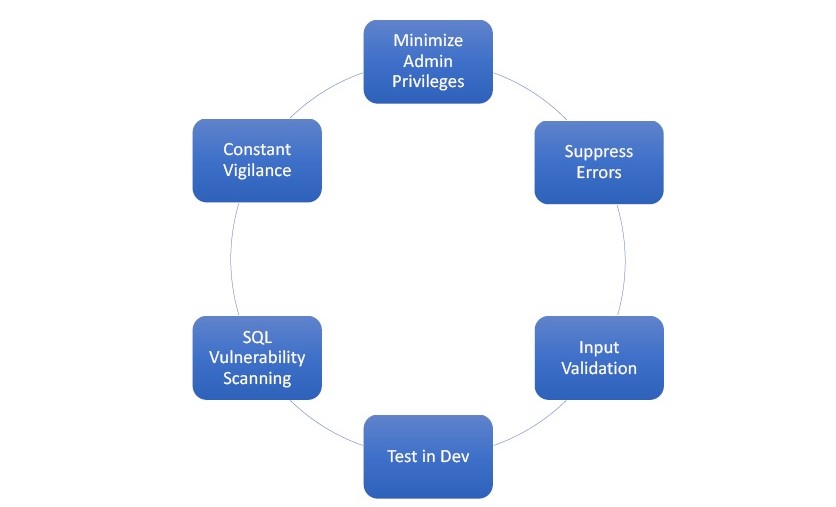 Minimize
Admin
Privileges
Suppress
Errors
Input
Validation
Test in Dev
SQL
Vulnerability
Scanning
Constant
Vigilance